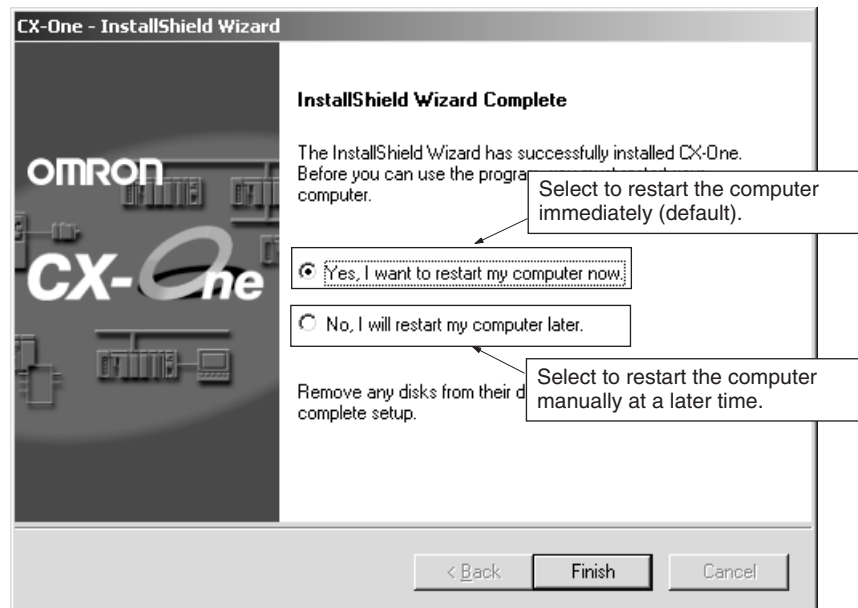 CX-One - InstallShield Wizard
OMRON
CX-One
InstallShield Wizard Complete
The InstallShield Wizard has successfully installed CX-One.
Before you can use the program
computer.
Select to restart the computer
immediately (default).
Yes, I want to restart my computer now.
No, I will restart my computer later.
Select to restart the computer
manually at a later time.
Remove any disks from their d
complete setup.
< Back
Finish
Cancel